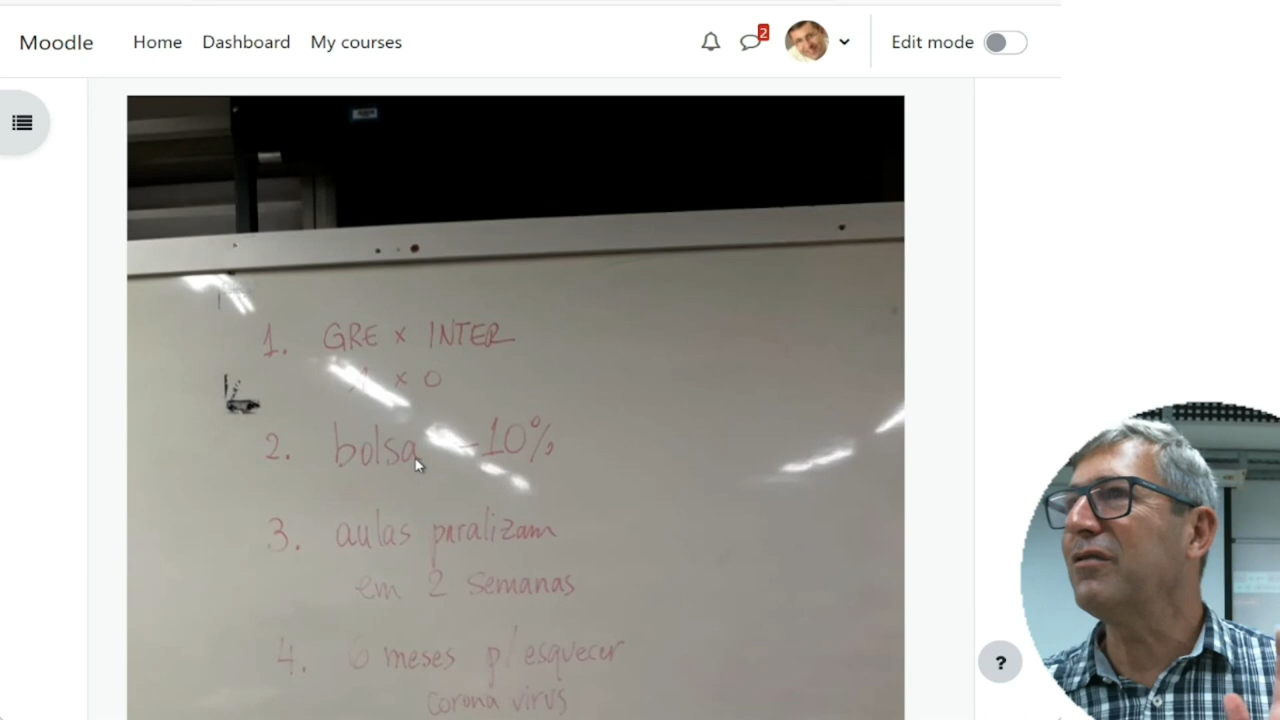 Moodle Home Dashboard My courses 2 Edit mode
1. GRE x INTER
x 0
2. bolsa -10%
3. aulas paralizam
em 2 semanas
4. 6 meses p/ esquecer
corona virus
?